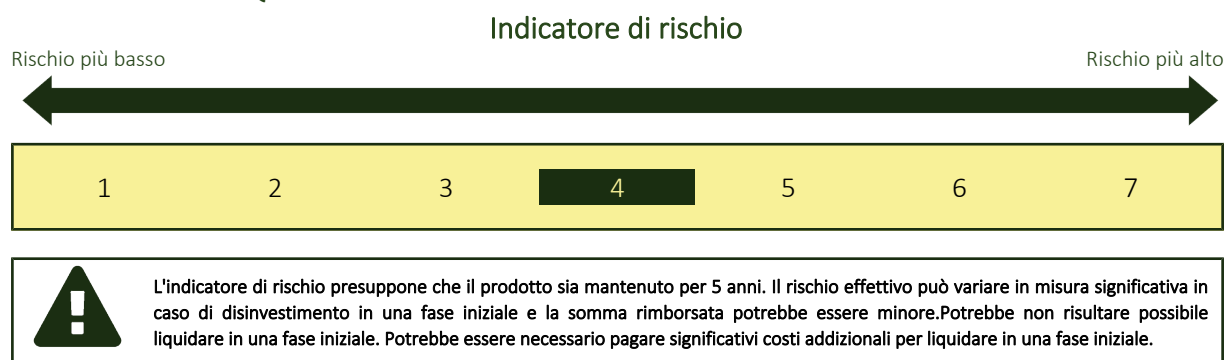 Indicatore di rischio
Rischio più basso
Rischio più alto
1 2 3 4 5 6 7
L'indicatore di rischio presuppone che il prodotto sia mantenuto per 5 anni. Il rischio effettivo può variare in misura significativa in
caso di disinvestimento in una fase iniziale e la somma rimborsata potrebbe essere minore.Potrebbe non risultare possibile
liquidare in una fase iniziale. Potrebbe essere necessario pagare significativi costi addizionali per liquidare in una fase iniziale.